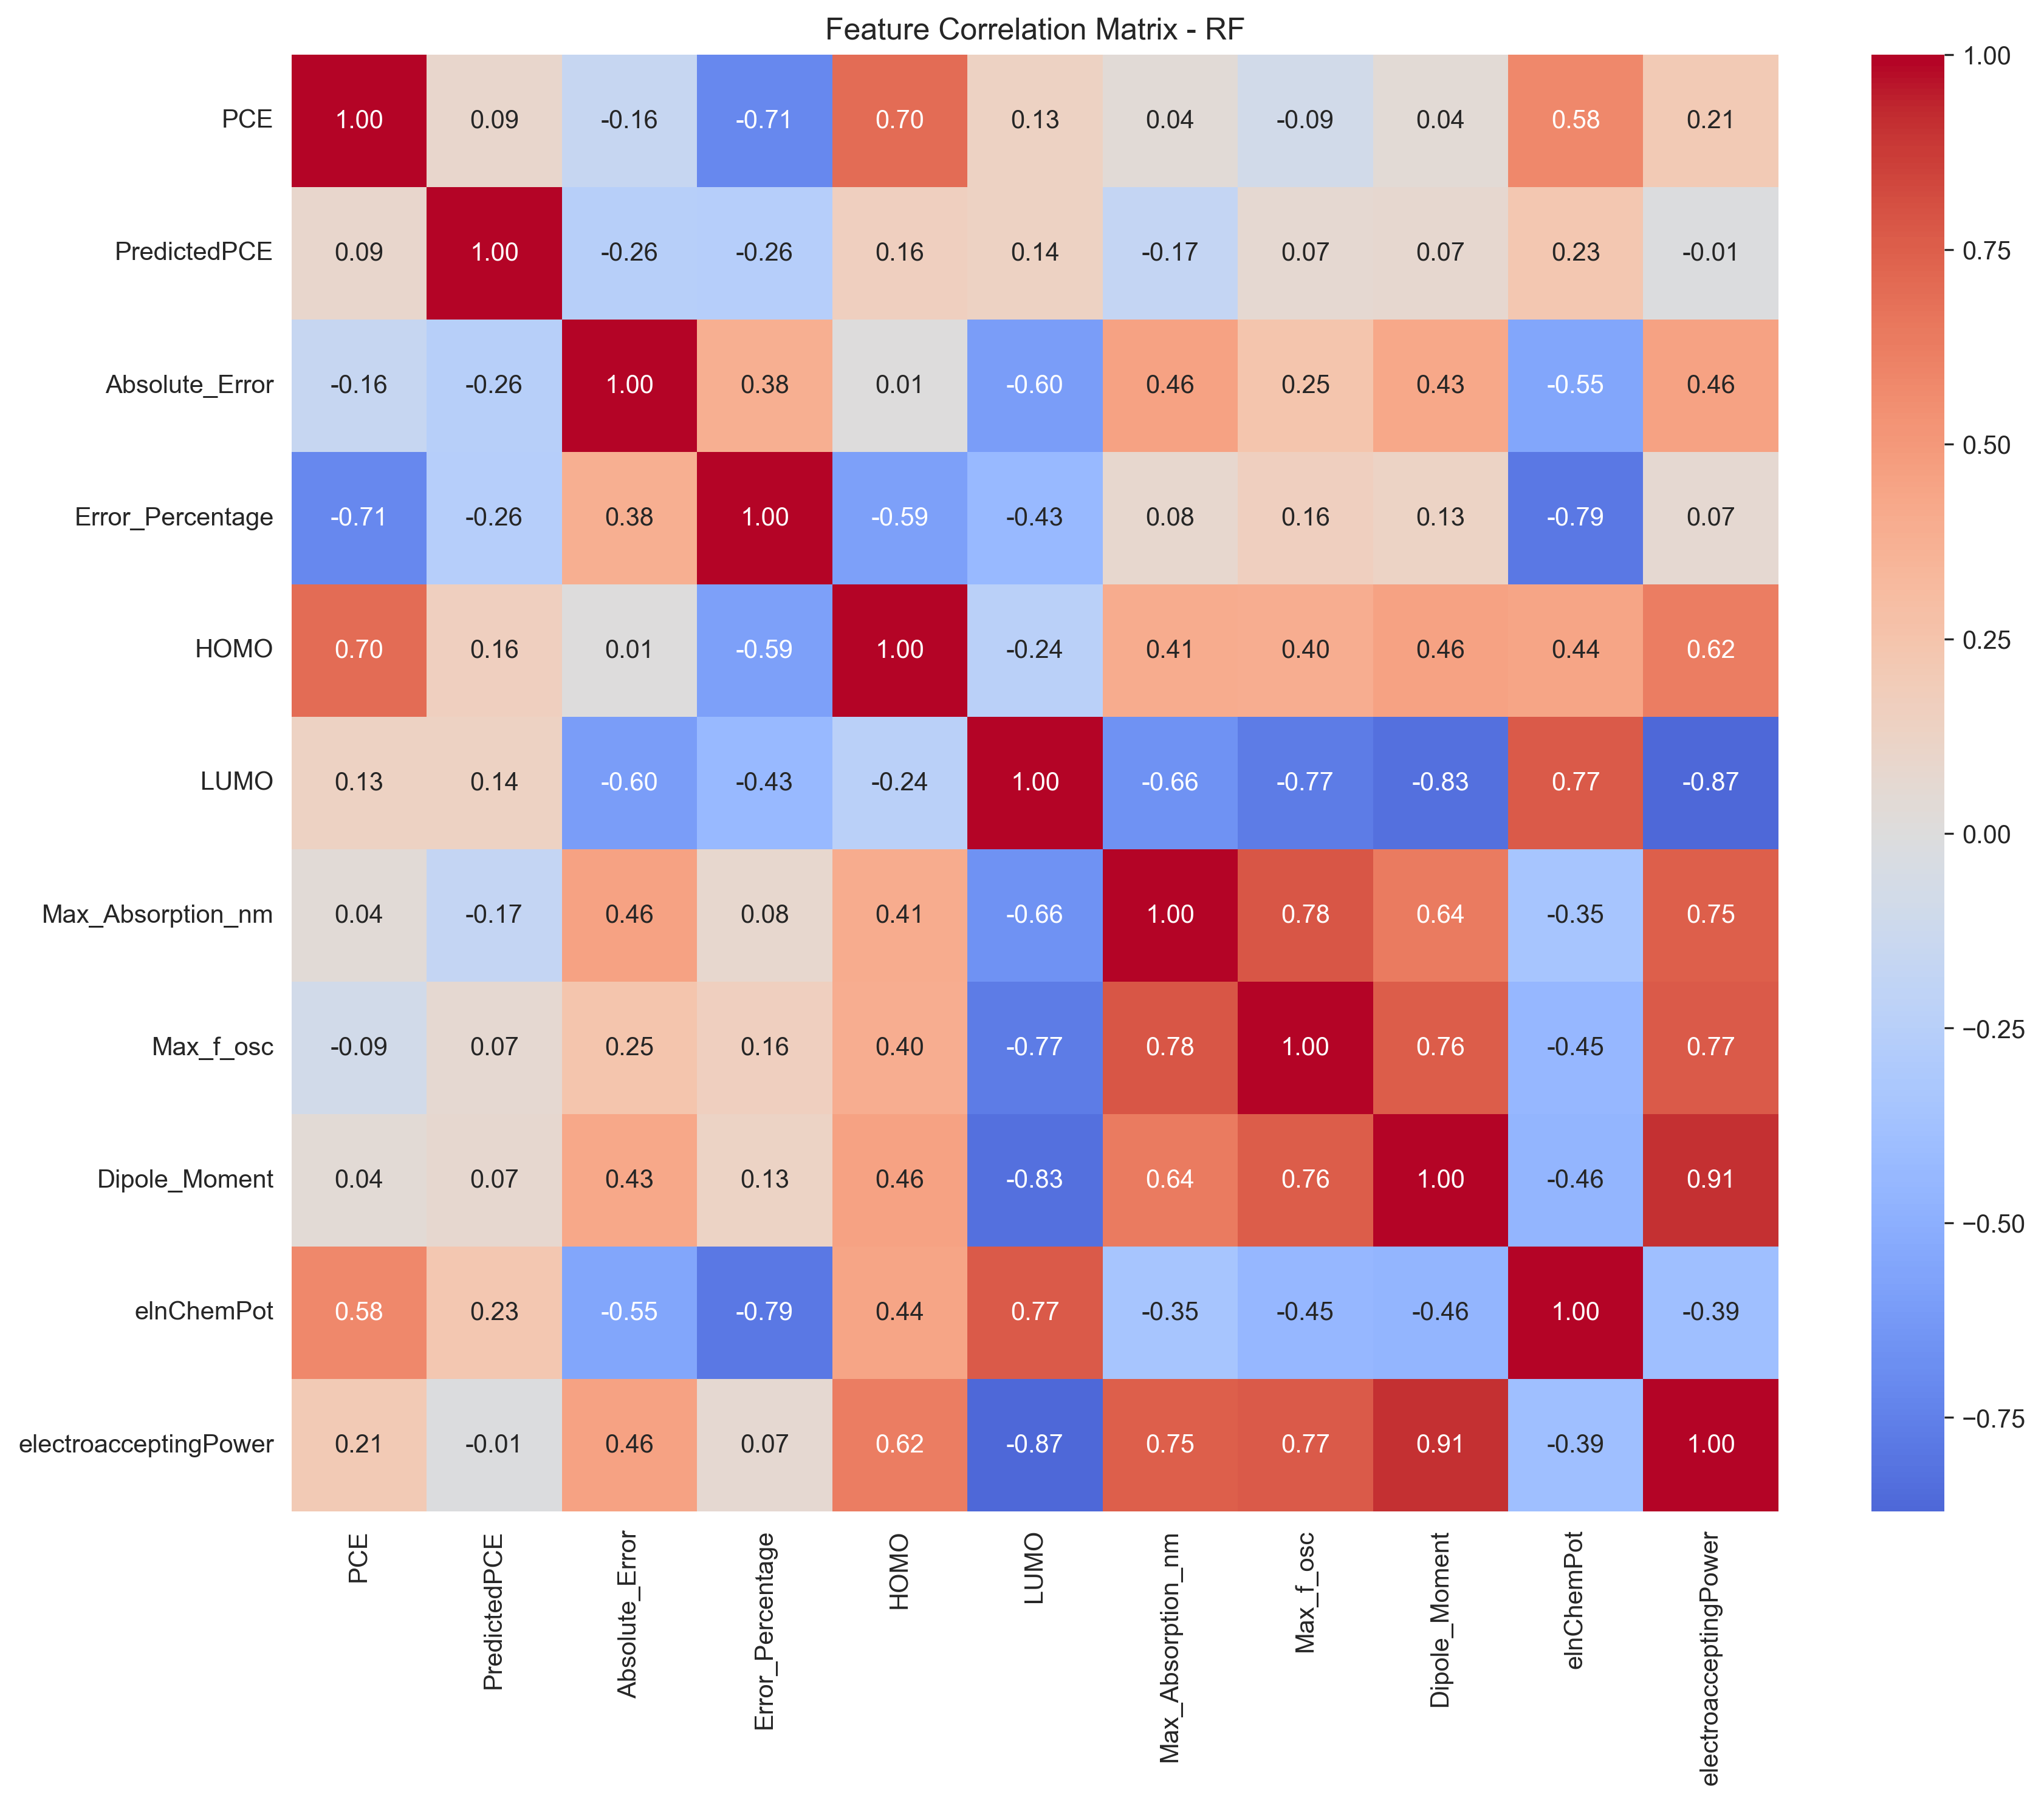 Feature Correlation Matrix - RF
PCE 1.00 0.09 -0.16 -0.71 0.70 0.13 0.04 -0.09 0.04 0.58 0.21
PredictedPCE 0.09 1.00 -0.26 -0.26 0.16 0.14 -0.17 0.07 0.07 0.23 -0.01
Absolute_Error -0.16 -0.26 1.00 0.38 0.01 -0.60 0.46 0.25 0.43 -0.55 0.46
Error_Percentage -0.71 -0.26 0.38 1.00 -0.59 -0.43 0.08 0.16 0.13 -0.79 0.07
HOMO 0.70 0.16 0.01 -0.59 1.00 -0.24 0.41 0.40 0.46 0.44 0.62
LUMO 0.13 0.14 -0.60 -0.43 -0.24 1.00 -0.66 -0.77 -0.83 0.77 -0.87
Max_Absorption_nm 0.04 -0.17 0.46 0.08 0.41 -0.66 1.00 0.78 0.64 -0.35 0.75
Max_f_osc -0.09 0.07 0.25 0.16 0.40 -0.77 0.78 1.00 0.76 -0.45 0.77
Dipole_Moment 0.04 0.07 0.43 0.13 0.46 -0.83 0.64 0.76 1.00 -0.46 0.91
elnChemPot 0.58 0.23 -0.55 -0.79 0.44 0.77 -0.35 -0.45 -0.46 1.00 -0.39
electroacceptingPower 0.21 -0.01 0.46 0.07 0.62 -0.87 0.75 0.77 0.91 -0.39 1.00
PCE PredictedPCE Absolute_Error Error_Percentage HOMO LUMO Max_Absorption_nm Max_f_osc Dipole_Moment elnChemPot electroacceptingPower
1.00
0.75
0.50
0.25
0.00
−0.25
−0.50
−0.75